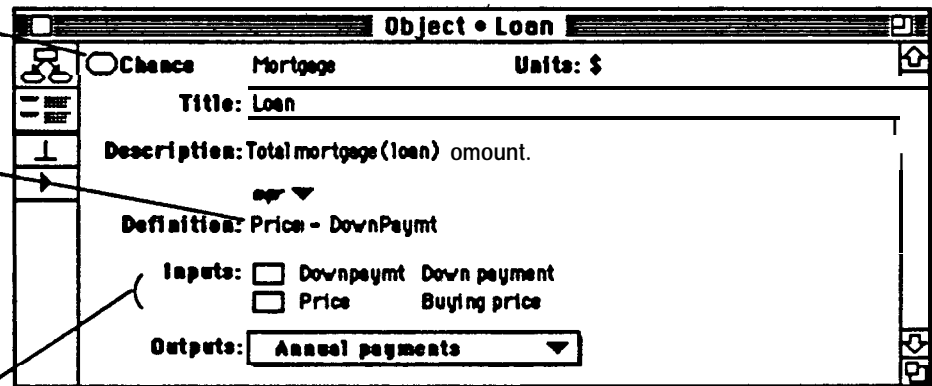 Object • Loan
Chance Mortgage Units: $
Title: Loan
Description: Total mortgage (loan) omount.
Definition: Price - DownPaymt
Inputs: Downpaymt Down payment
Price Buying price
Outputs: Annual payments